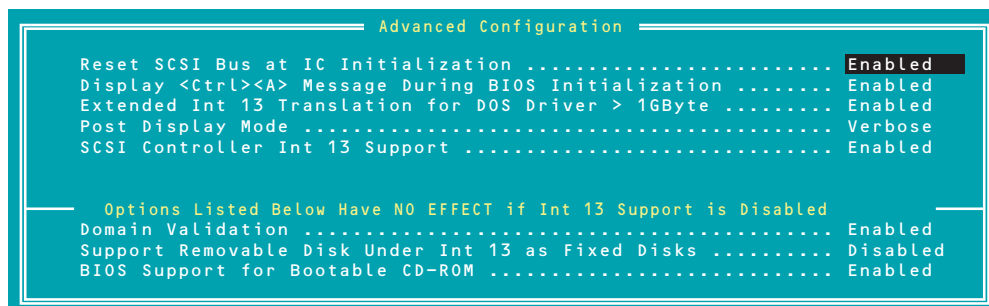 Advanced Configuration
Reset SCSI Bus at IC Initialization ......................... Enabled
Display <Ctrl><A> Message During BIOS Initialization ........ Enabled
Extended Int 13 Translation for DOS Driver > 1GByte ......... Enabled
Post Display Mode ........................................... Verbose
SCSI Controller Int 13 Support .............................. Enabled
Options Listed Below Have NO EFFECT if Int 13 Support is Disabled
Domain Validation ........................................... Enabled
Support Removable Disk Under Int 13 as Fixed Disks .......... Disabled
BIOS Support for Bootable CD-ROM ............................ Enabled